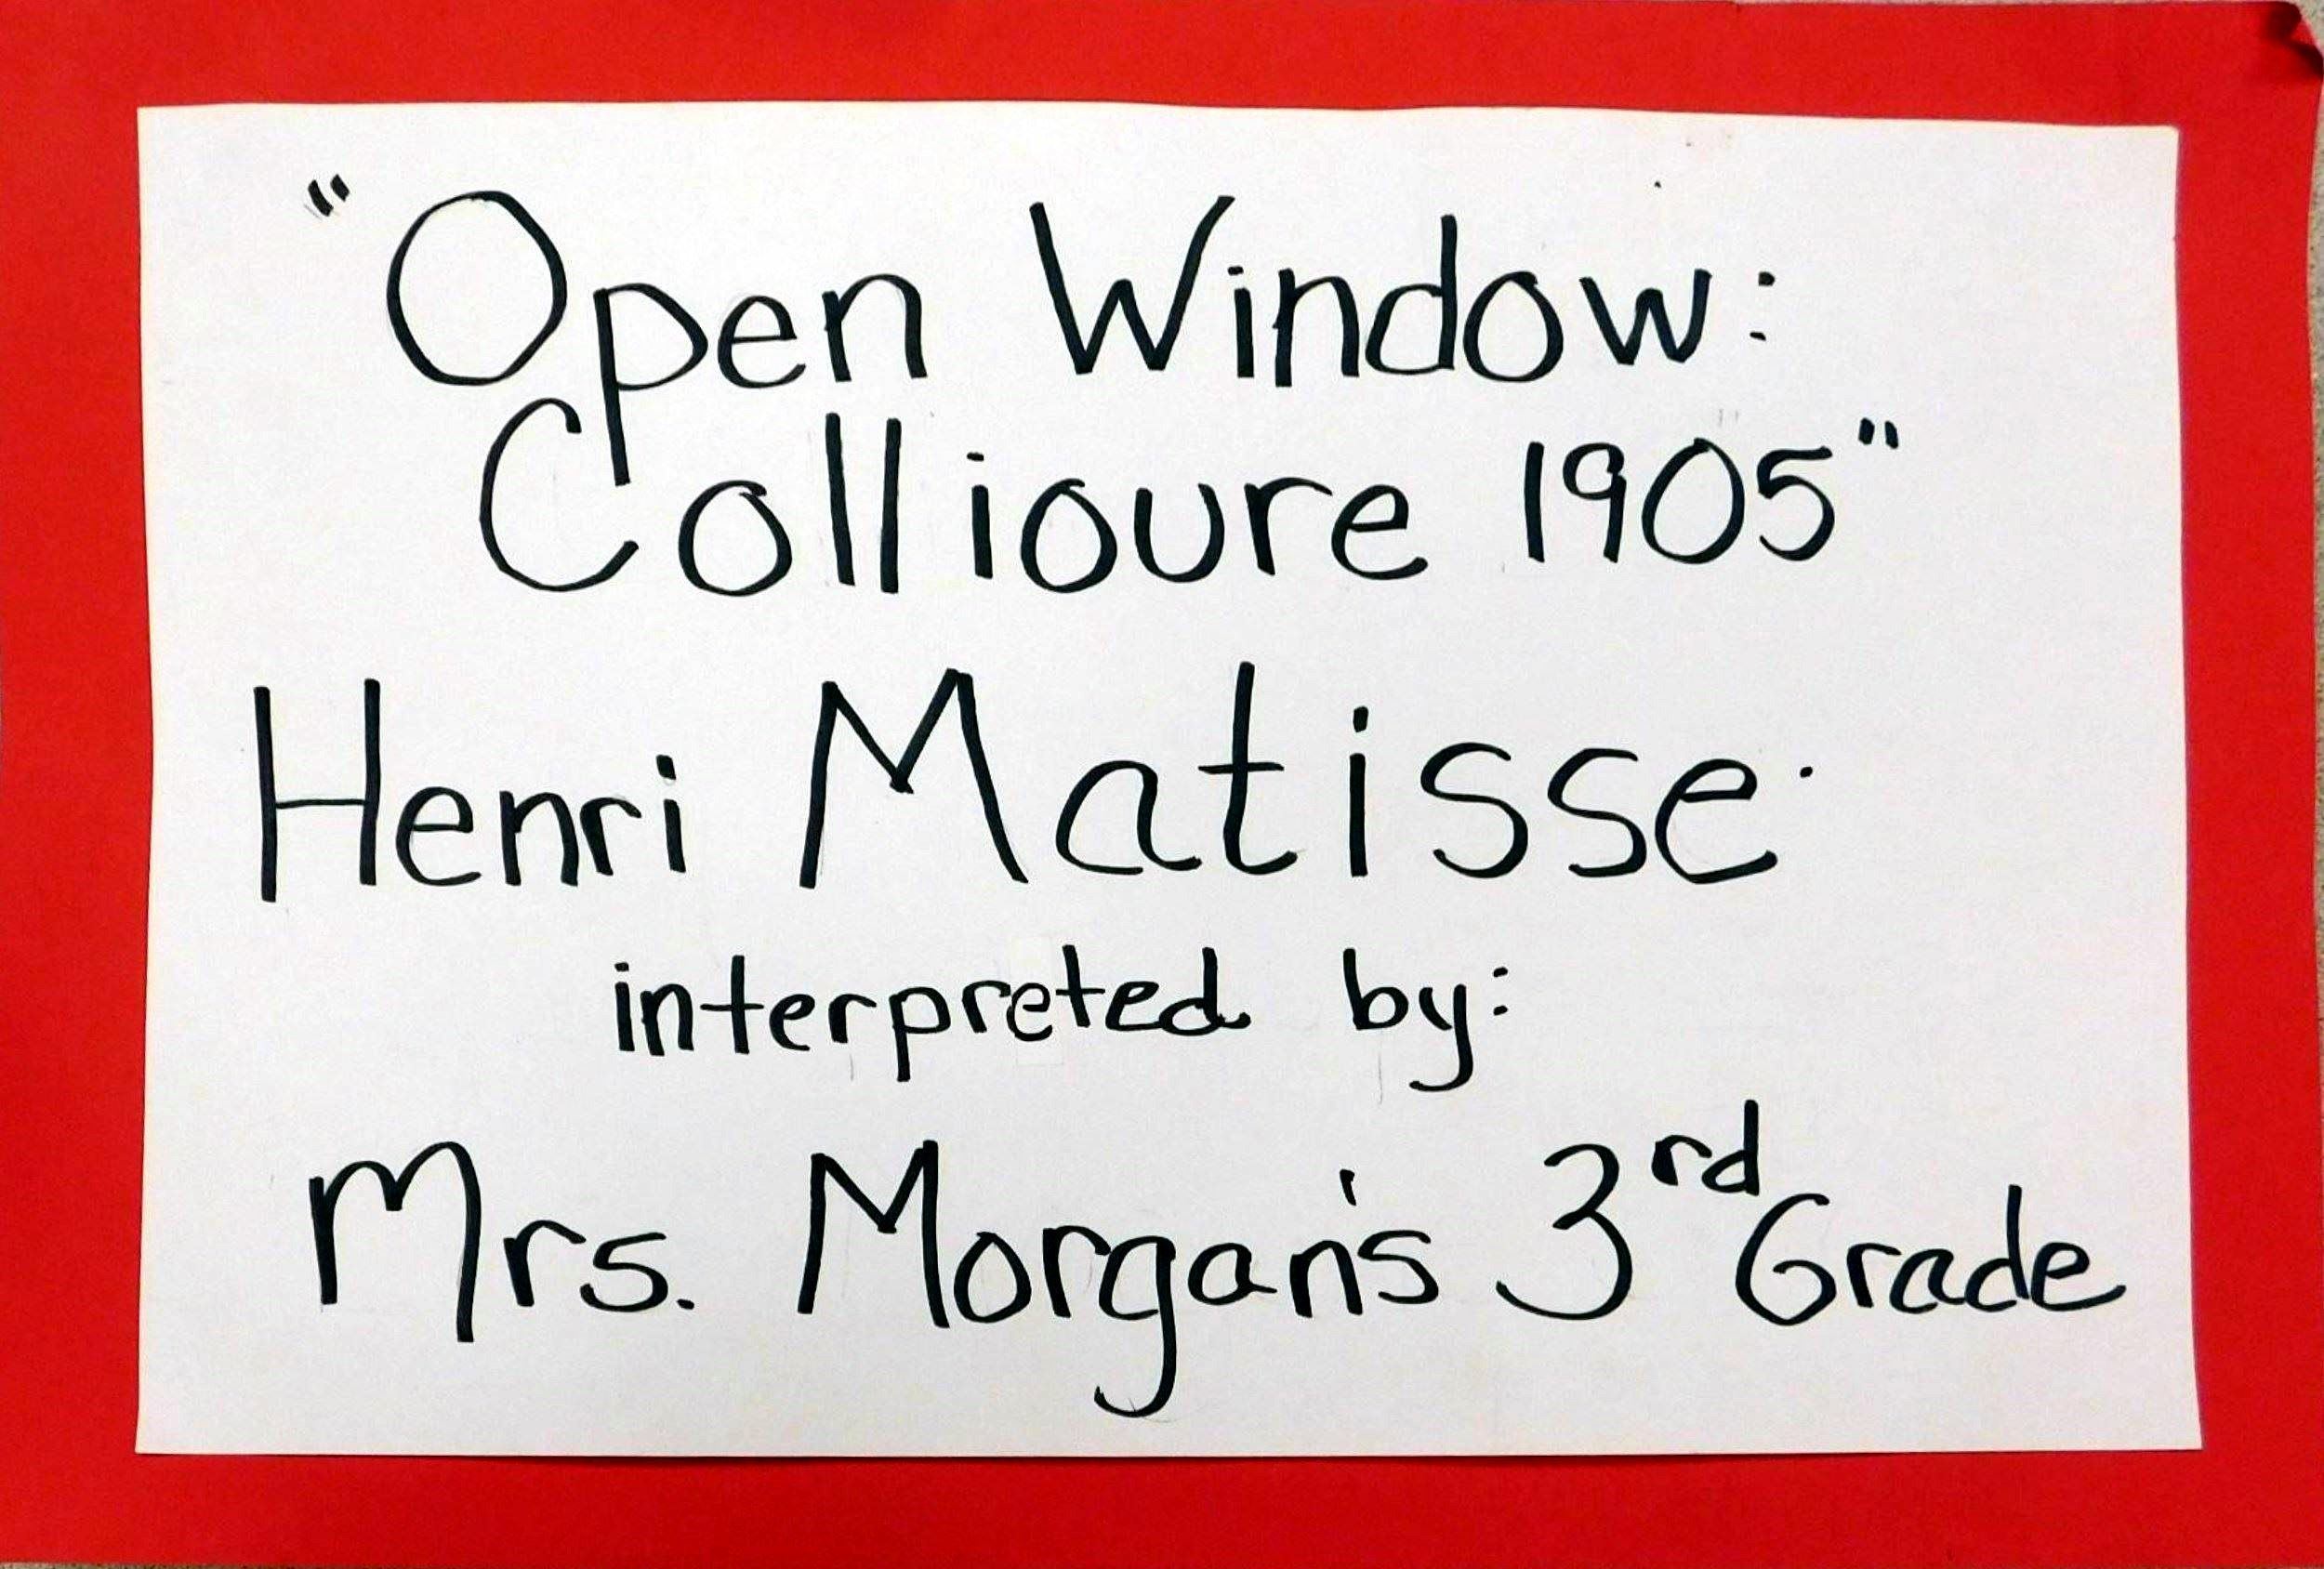 "Open Window:
Collioure 1905"
Henri Matisse
interpreted by:
Mrs. Morgan's 3rd Grade